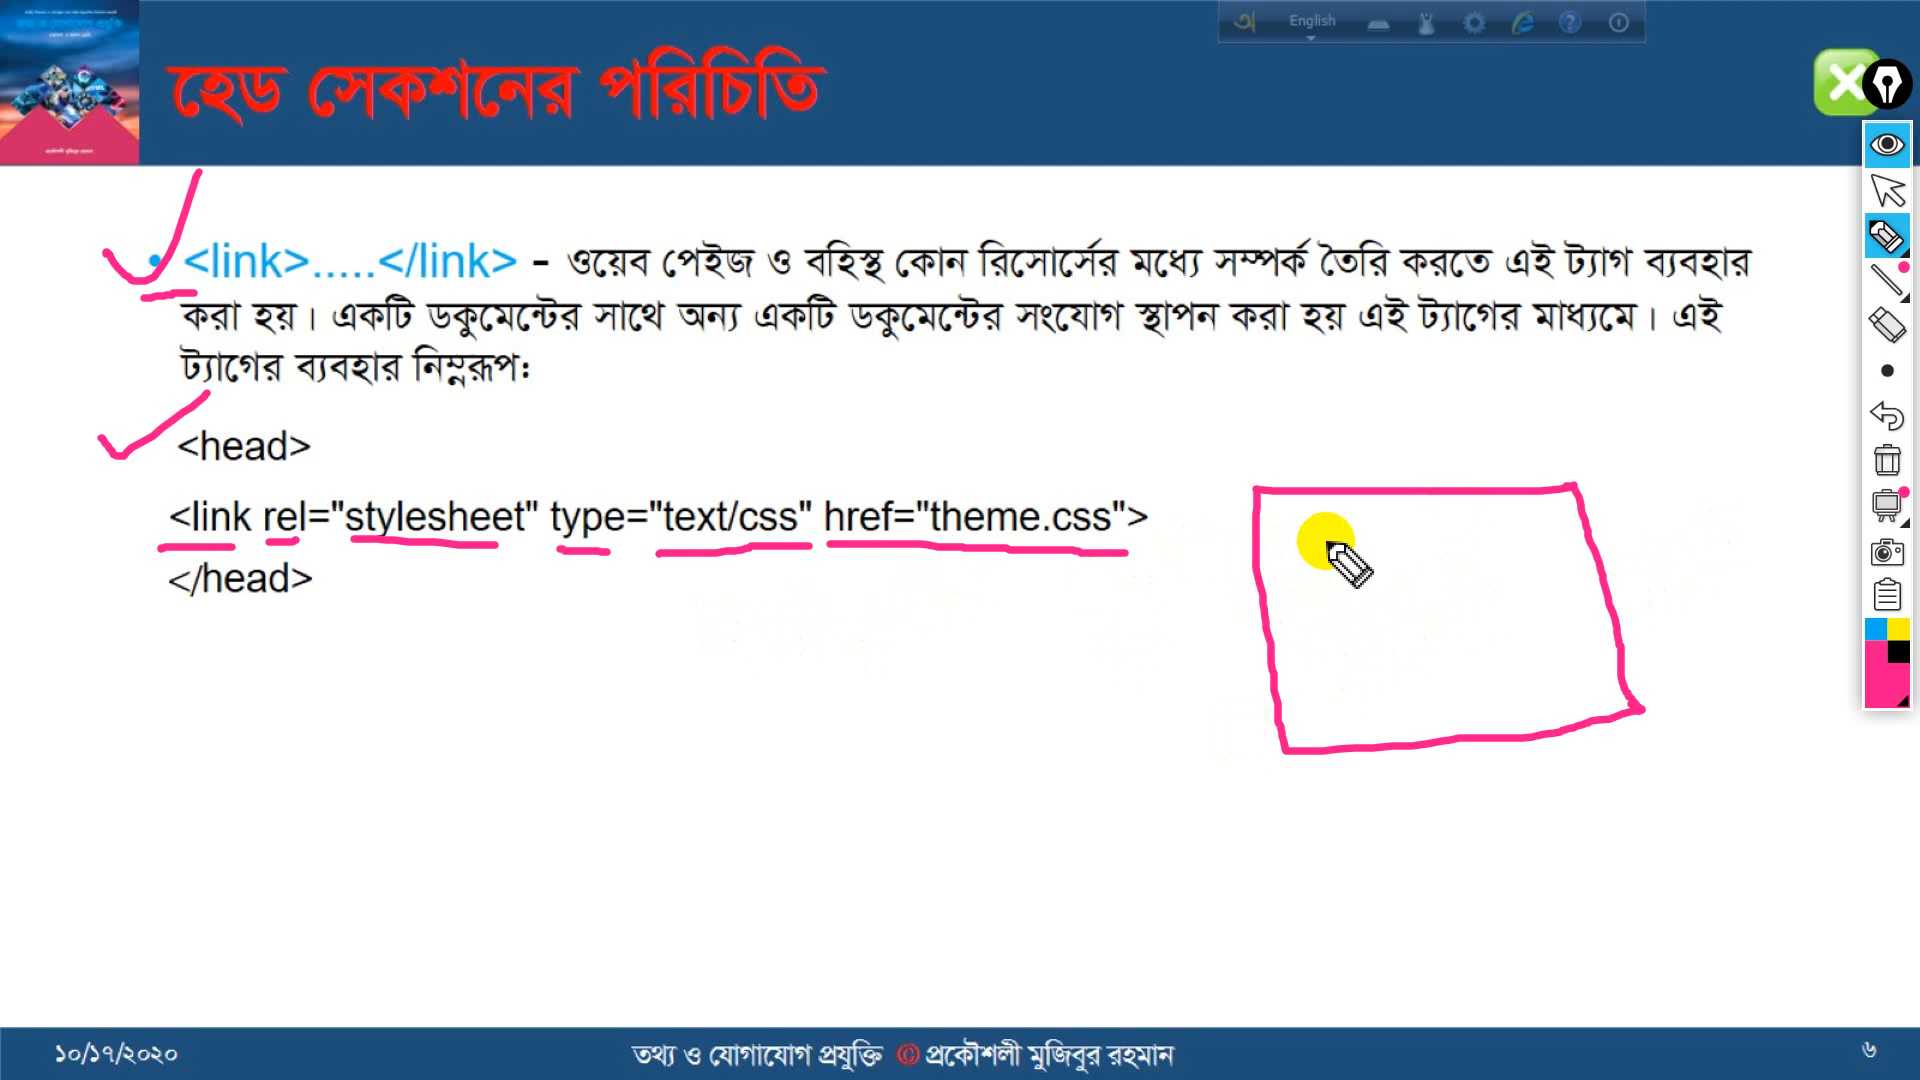 English
হেড সেকশনের পরিচিতি
• <link>.....</link> - ওয়েব পেইজ ও বহিস্থ কোন রিসোর্সের মধ্যে সম্পর্ক তৈরি করতে এই ট্যাগ ব্যবহার
করা হয়। একটি ডকুমেন্টের সাথে অন্য একটি ডকুমেন্টের সংযোগ স্থাপন করা হয় এই ট্যাগের মাধ্যমে। এই
ট্যাগের ব্যবহার নিম্নরূপঃ
<head>
<link rel="stylesheet" type="text/css" href="theme.css">
</head>
১০/১৭/২০২০
তথ্য ও যোগাযোগ প্রযুক্তি © প্রকৌশলী মুজিবুর রহমান
৬